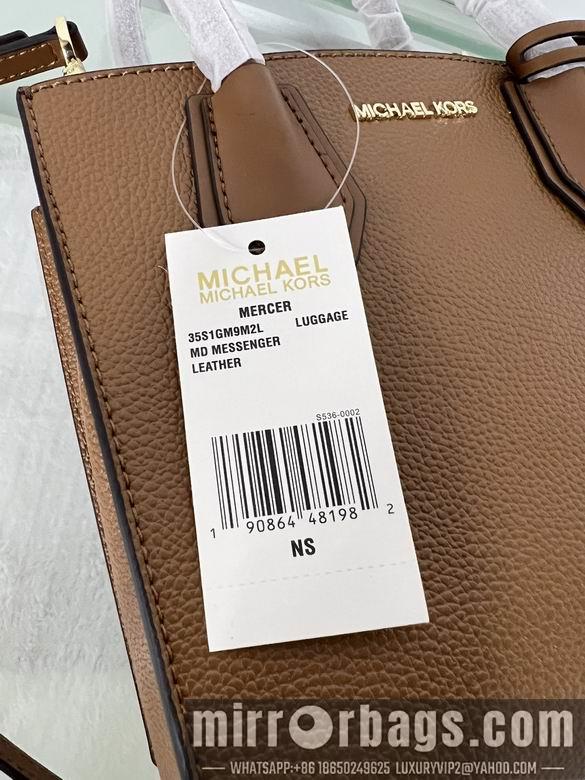 MICHAEL KORS
MICHAEL
MICHAEL KORS
MERCER
35S1GM9M2L LUGGAGE
MD MESSENGER
LEATHER
S536-0002
1 90864 48198 2
NS
mirrorbags.com
WHATSAPP:+86 18650249625 LUXURYVIP2@YAHOO.COM